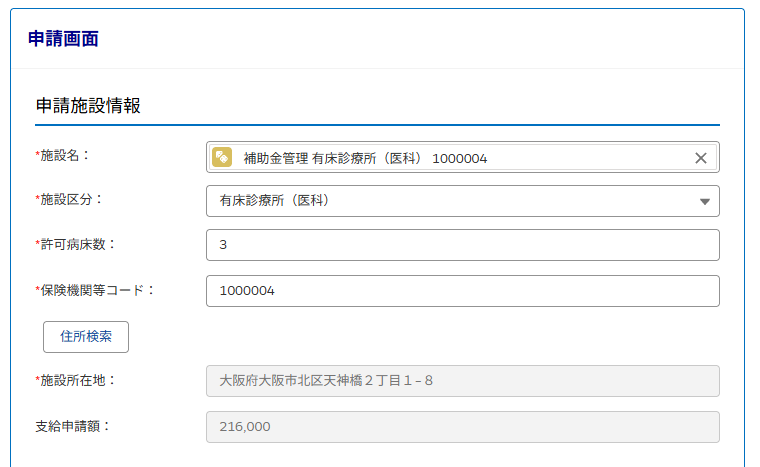 申請画面
申請施設情報
*施設名：
補助金管理 有床診療所（医科） 1000004
*施設区分：
有床診療所（医科）
*許可病床数：
3
*保険機関等コード：
1000004
住所検索
*施設所在地：
大阪府大阪市北区天神橋２丁目１−８
支給申請額：
216,000